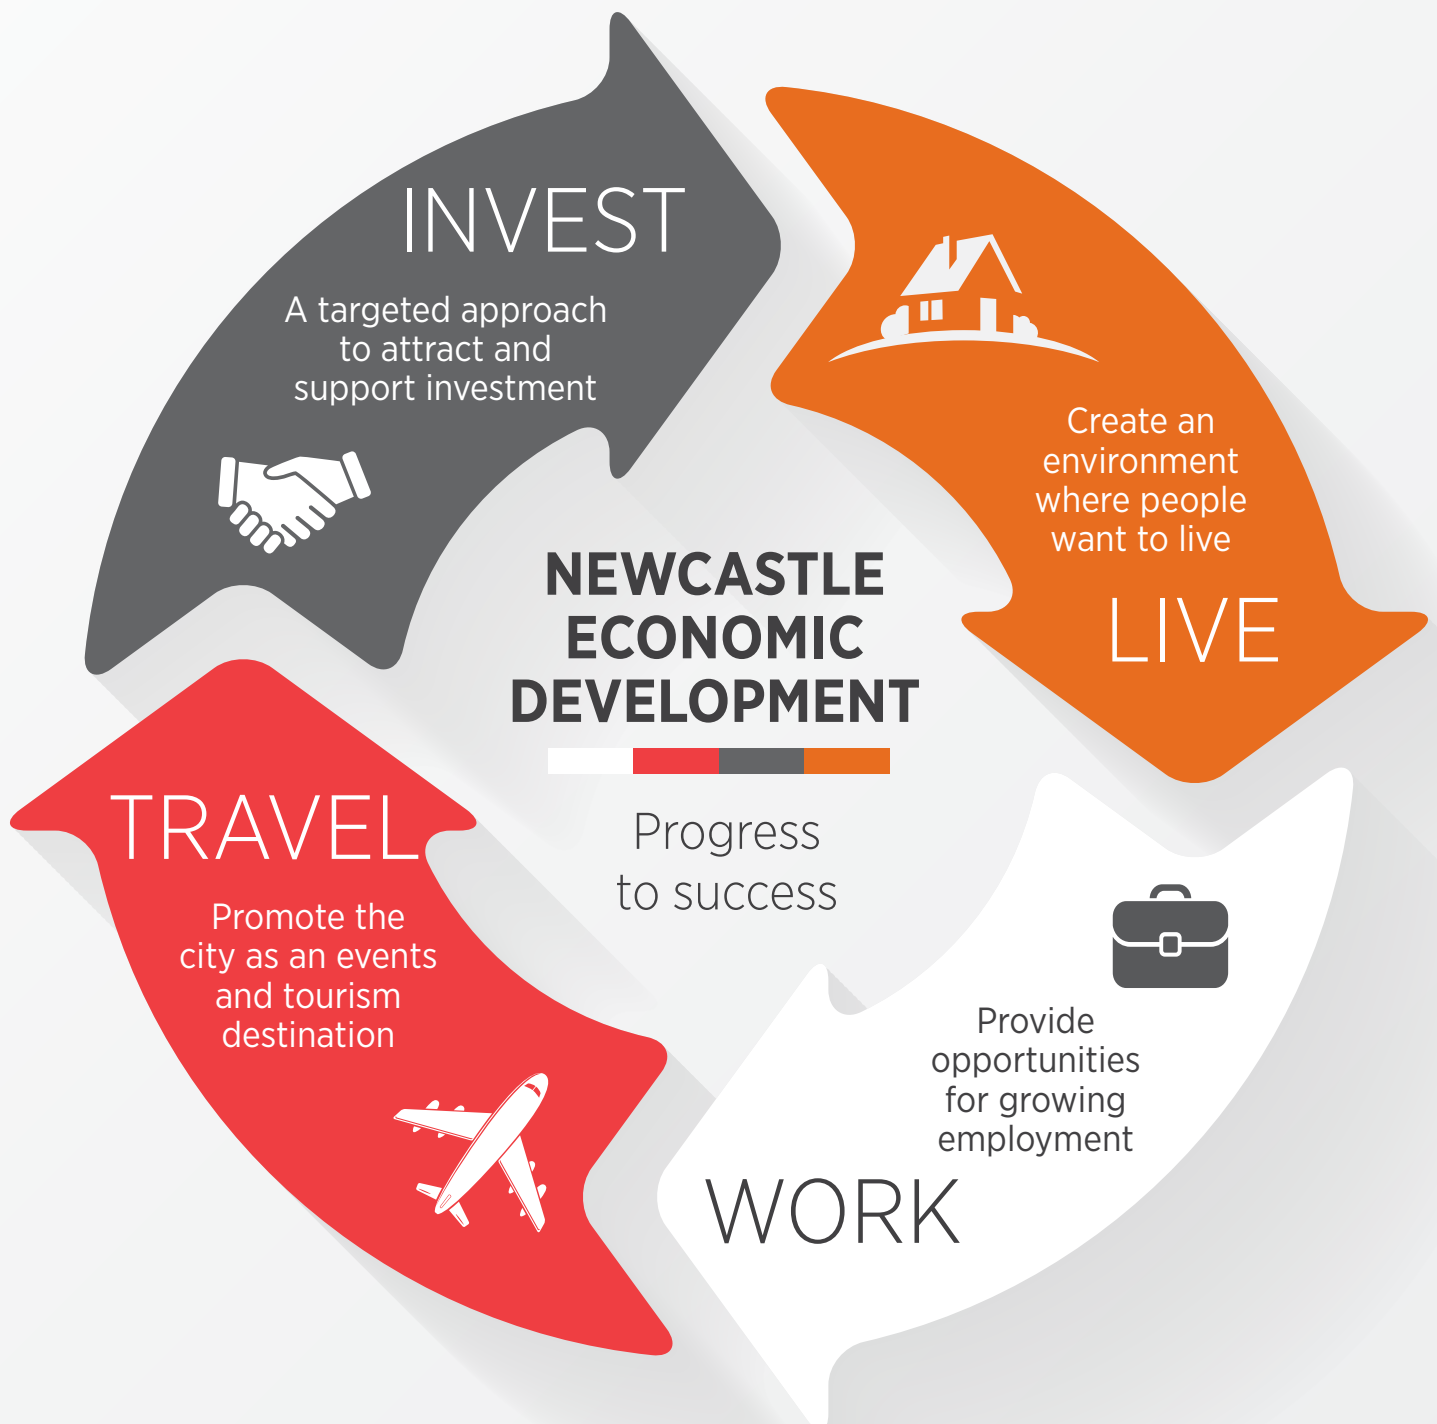 INVEST
A targeted approach
to attract and
support investment
Create an
environment
where people
want to live
LIVE
NEWCASTLE
ECONOMIC
DEVELOPMENT
Progress
to success
TRAVEL
Promote the
city as an events
and tourism
destination
Provide
opportunities
for growing
employment
WORK